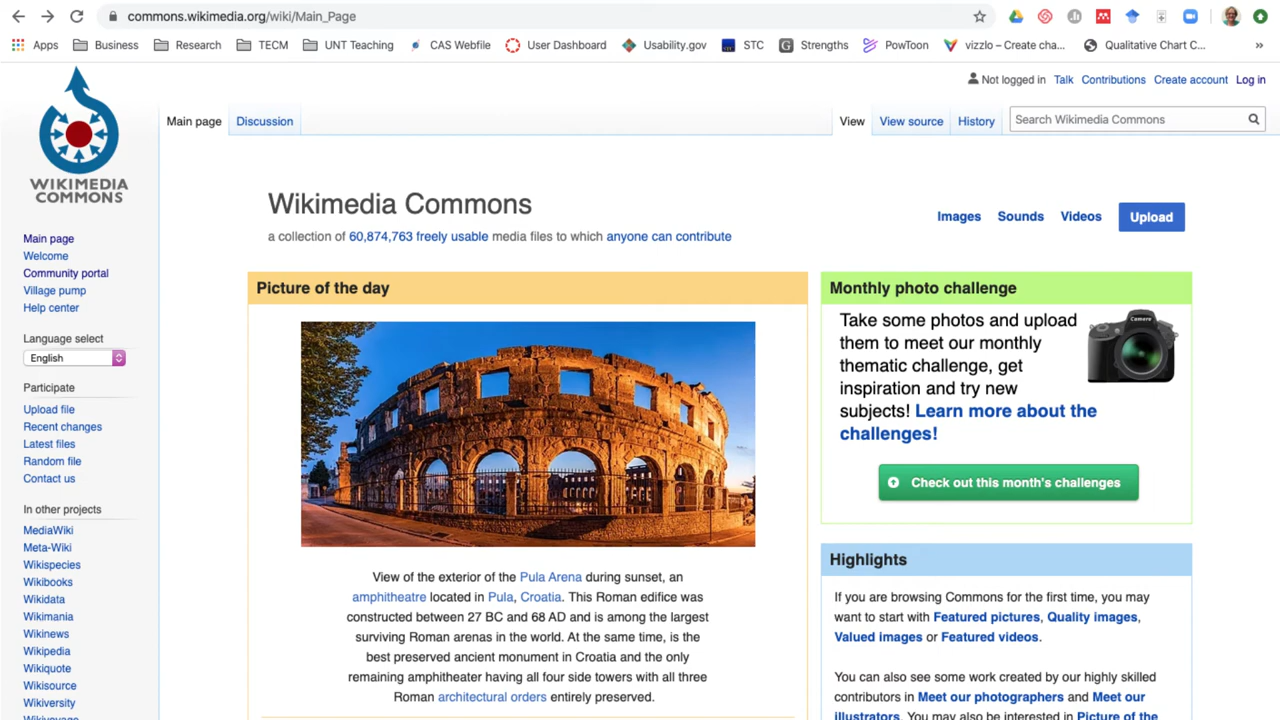 commons.wikimedia.org/wiki/Main_Page
Apps Business Research TECM UNT Teaching CAS Webfile User Dashboard Usability.gov STC Strengths PowToon vizzlo – Create cha... Qualitative Chart C... »
Not logged in Talk Contributions Create account Log in
WIKIMEDIA
COMMONS
Main page Discussion View View source History Search Wikimedia Commons
Main page
Welcome
Community portal
Village pump
Help center
Language select
English
Participate
Upload file
Recent changes
Latest files
Random file
Contact us
In other projects
MediaWiki
Meta-Wiki
Wikispecies
Wikibooks
Wikidata
Wikimania
Wikinews
Wikipedia
Wikiquote
Wikisource
Wikiversity
Wikivoyage
Wikimedia Commons
a collection of 60,874,763 freely usable media files to which anyone can contribute
Images Sounds Videos Upload
Picture of the day
View of the exterior of the Pula Arena during sunset, an
amphitheatre located in Pula, Croatia. This Roman edifice was
constructed between 27 BC and 68 AD and is among the largest
surviving Roman arenas in the world. At the same time, is the
best preserved ancient monument in Croatia and the only
remaining amphitheater having all four side towers with all three
Roman architectural orders entirely preserved.
Monthly photo challenge
Take some photos and upload
them to meet our monthly
thematic challenge, get
inspiration and try new
subjects! Learn more about the
challenges!
Camera
Check out this month's challenges
Highlights
If you are browsing Commons for the first time, you may
want to start with Featured pictures, Quality images,
Valued images or Featured videos.
You can also see some work created by our highly skilled
contributors in Meet our photographers and Meet our
illustrators. You may also be interested in Picture of the